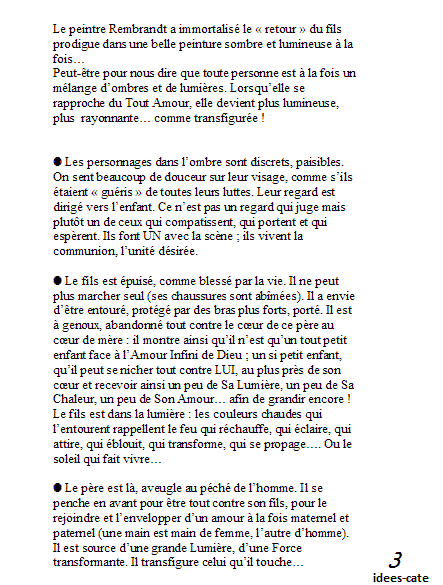 Le peintre Rembrandt a immortalisé le « retour » du fils
prodigue dans une belle peinture sombre et lumineuse à la
fois…
Peut-être pour nous dire que toute personne est à la fois un
mélange d’ombres et de lumières. Lorsqu’elle se
rapproche du Tout Amour, elle devient plus lumineuse,
plus rayonnante… comme transfigurée !
● Les personnages dans l’ombre sont discrets, paisibles.
On sent beaucoup de douceur sur leur visage, comme s’ils
étaient « guéris » de toutes leurs luttes. Leur regard est
dirigé vers l’enfant. Ce n’est pas un regard qui juge mais
plutôt un de ceux qui compatissent, qui portent et qui
espèrent. Ils font UN avec la scène ; ils vivent la
communion, l’unité désirée.
● Le fils est épuisé, comme blessé par la vie. Il ne peut
plus marcher seul (ses chaussures sont abîmées). Il a envie
d’être entouré, protégé par des bras plus forts, porté. Il est
à genoux, abandonné tout contre le cœur de ce père au
cœur de mère : il montre ainsi qu’il n’est qu’un tout petit
enfant face à l’Amour Infini de Dieu ; un si petit enfant,
qu’il peut se nicher tout contre LUI, au plus près de son
cœur et recevoir ainsi un peu de Sa Lumière, un peu de Sa
Chaleur, un peu de Son Amour… afin de grandir encore !
Le fils est dans la lumière : les couleurs chaudes qui
l’entourent rappellent le feu qui réchauffe, qui éclaire, qui
attire, qui éblouit, qui transforme, qui se propage…. Ou le
soleil qui fait vivre…
● Le père est là, aveugle au péché de l’homme. Il se
penche en avant pour être tout contre son fils, pour le
rejoindre et l’envelopper d’un amour à la fois maternel et
paternel (une main est main de femme, l’autre d’homme).
Il est source d’une grande Lumière, d’une Force
transformante. Il transfigure celui qu’il touche…
3
idees-cate